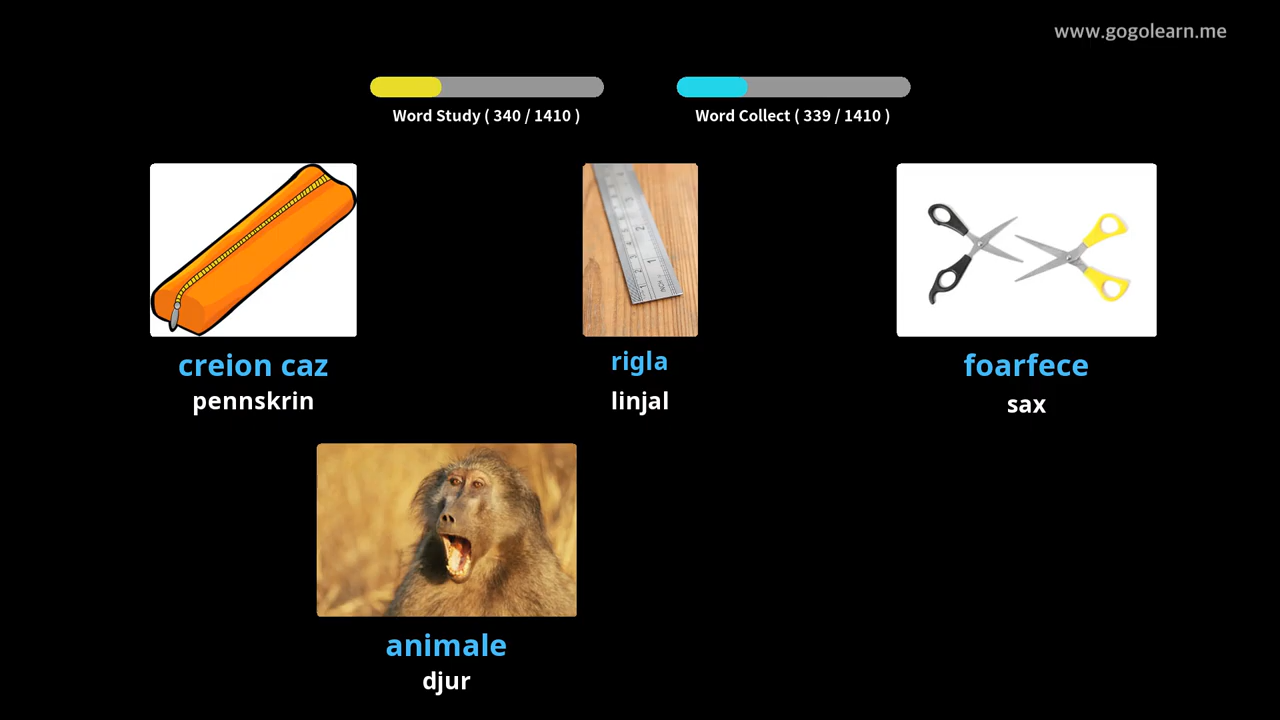 www.gogolearn.me
Word Study ( 340 / 1410 )
Word Collect ( 339 / 1410 )
creion caz
pennskrin
rigla
linjal
foarfece
sax
animale
djur